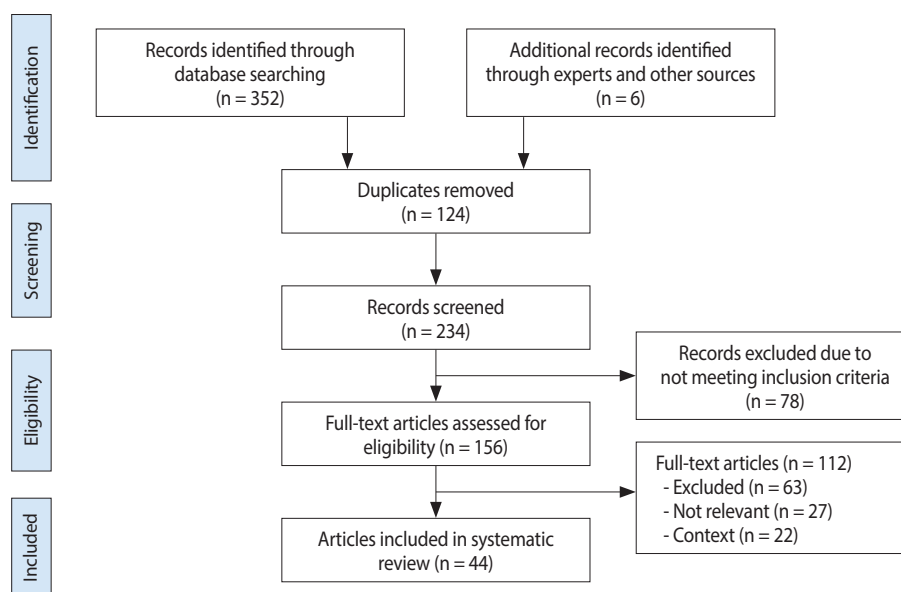 Identification
Records identified through
database searching
(n = 352)
Additional records identified
through experts and other sources
(n = 6)
Duplicates removed
(n = 124)
Screening
Records screened
(n = 234)
Records excluded due to
not meeting inclusion criteria
(n = 78)
Eligibility
Full-text articles assessed for
eligibility (n = 156)
Full-text articles (n = 112)
- Excluded (n = 63)
- Not relevant (n = 27)
- Context (n = 22)
Included
Articles included in systematic
review (n = 44)